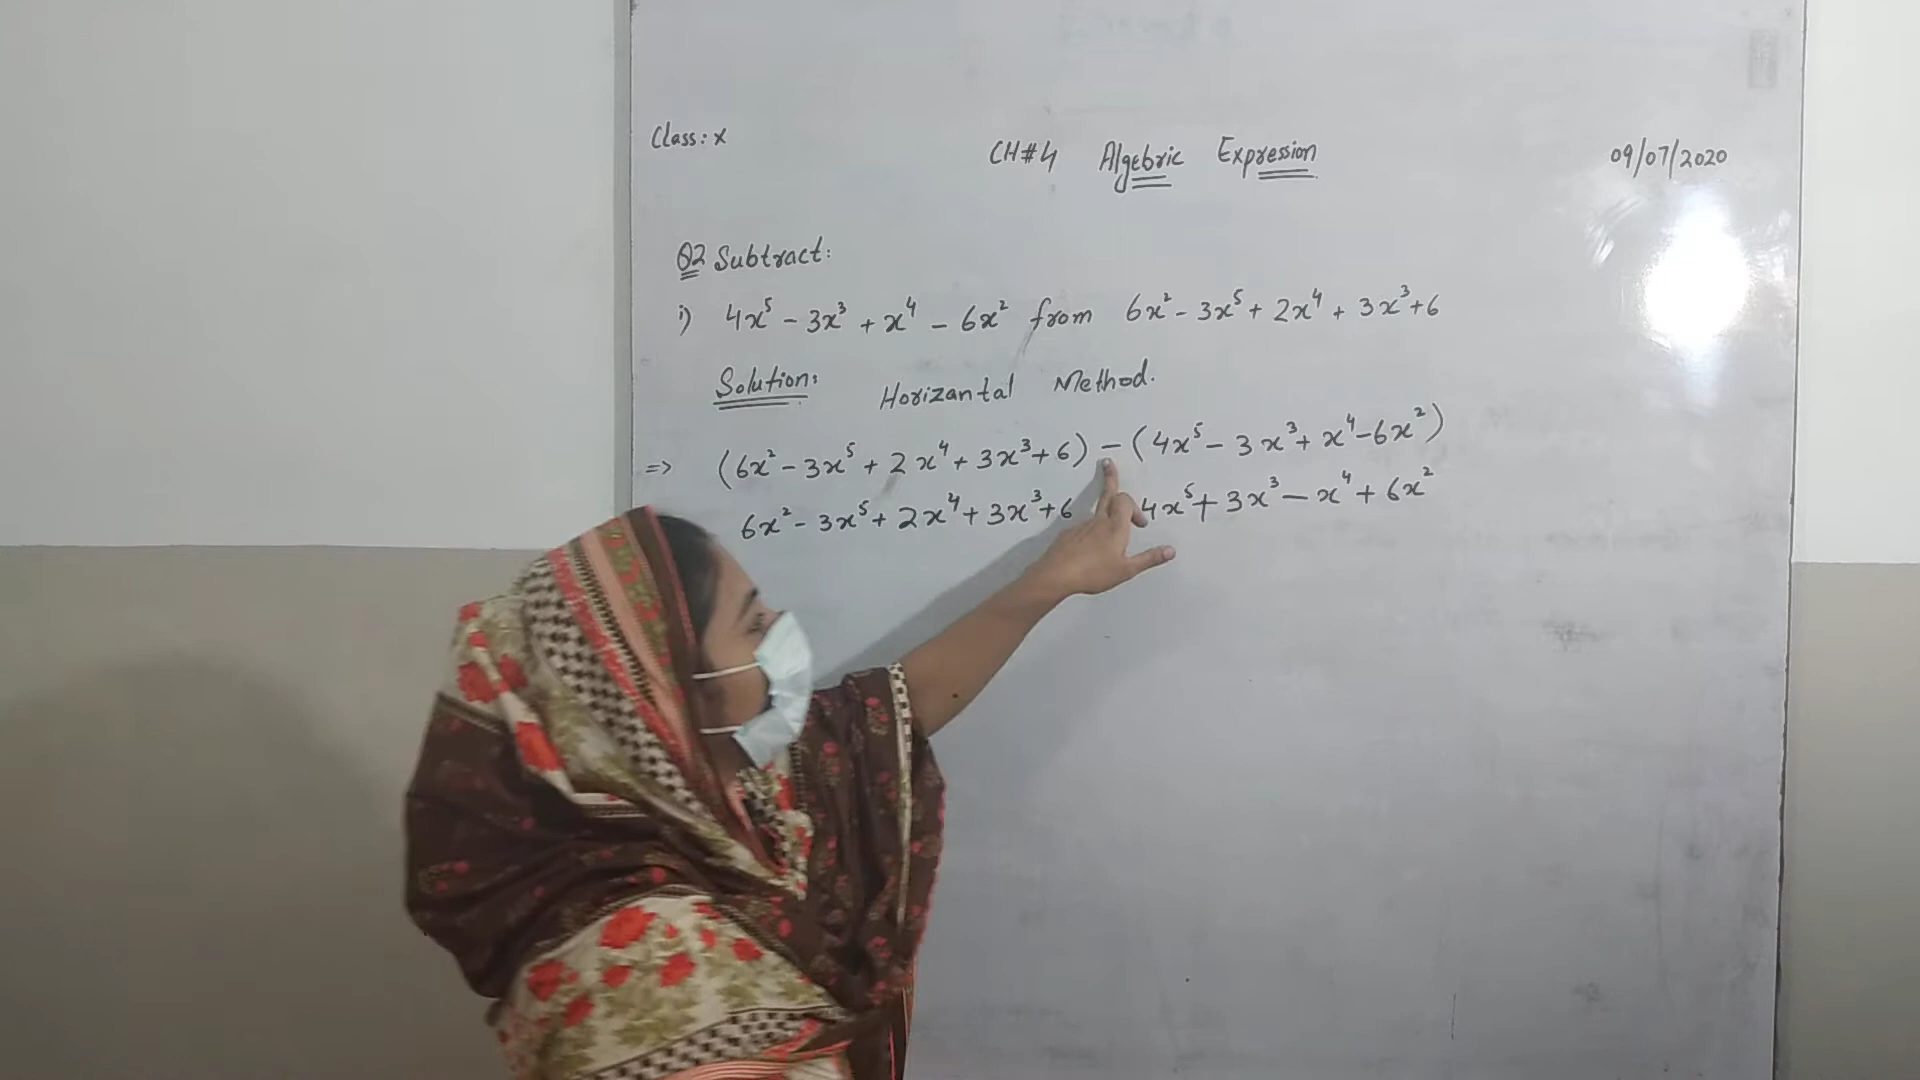 Class: X
CH#4 Algebric Expression
09/07/2020
Q2 Subtract:
i) 4x⁵ - 3x³ + x⁴ - 6x² from 6x² - 3x⁵ + 2x⁴ + 3x³ + 6
Solution: Horizantal Method.
=> (6x² - 3x⁵ + 2x⁴ + 3x³ + 6) - (4x⁵ - 3x³ + x⁴ - 6x²)
6x² - 3x⁵ + 2x⁴ + 3x³ + 6 4x⁵ + 3x³ - x⁴ + 6x²